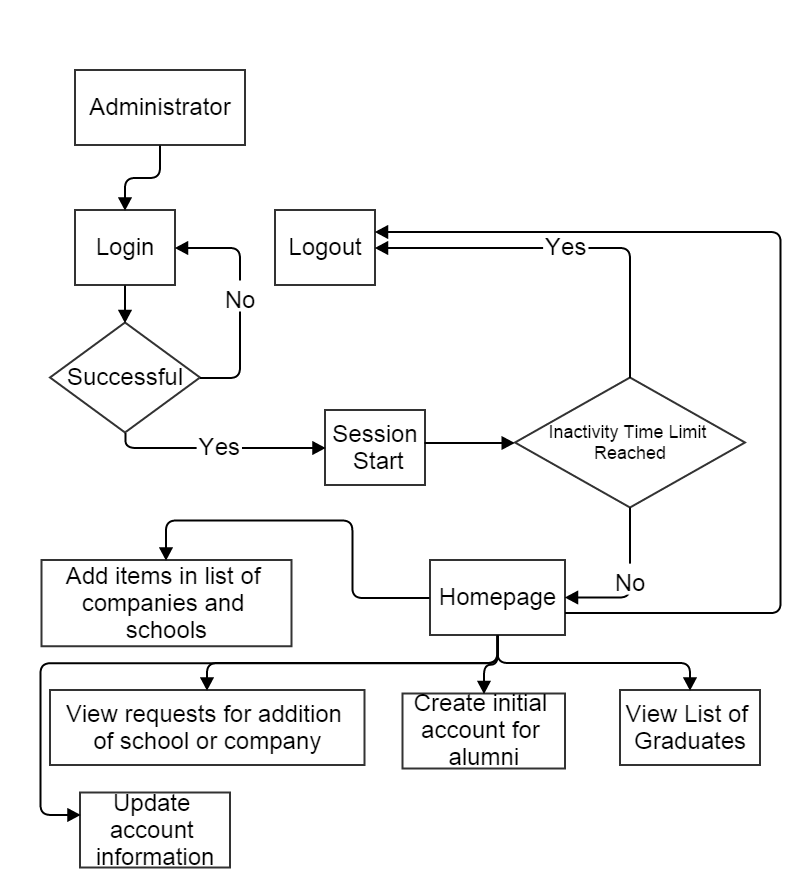 Administrator
Login
Logout
Yes
No
Successful
Yes
Session
Start
Inactivity Time Limit
Reached
No
Homepage
Add items in list of
companies and
schools
View requests for addition
of school or company
Create initial
account for
alumni
View List of
Graduates
Update
account
information